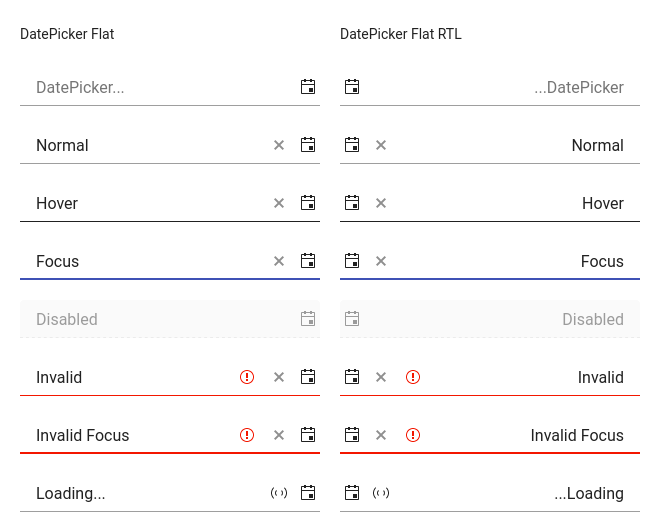 DatePicker Flat
DatePicker Flat RTL
DatePicker...
...DatePicker
Normal
Normal
Hover
Hover
Focus
Focus
Disabled
Disabled
Invalid
Invalid
Invalid Focus
Invalid Focus
Loading...
...Loading